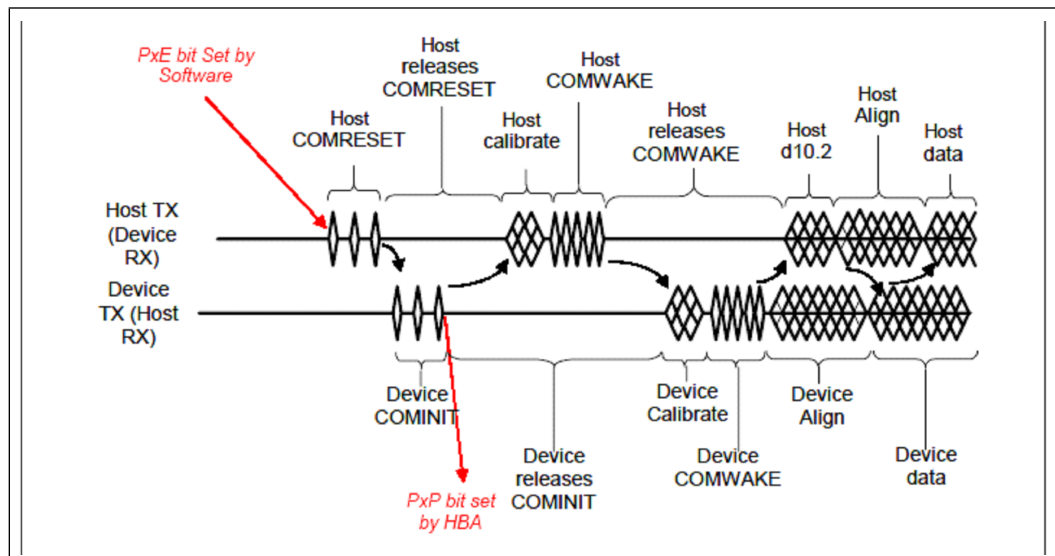 PxE bit Set by
Software
Host
COMRESET
Host
releases
COMRESET
Host
calibrate
Host
COMWAKE
Host
releases
COMWAKE
Host
d10.2
Host
Align
Host
data
Host TX
(Device
RX)
Device
TX (Host
RX)
Device
COMINIT
Device
releases
COMINIT
Device
Calibrate
Device
COMWAKE
Device
Align
Device
data
PxP bit set
by HBA